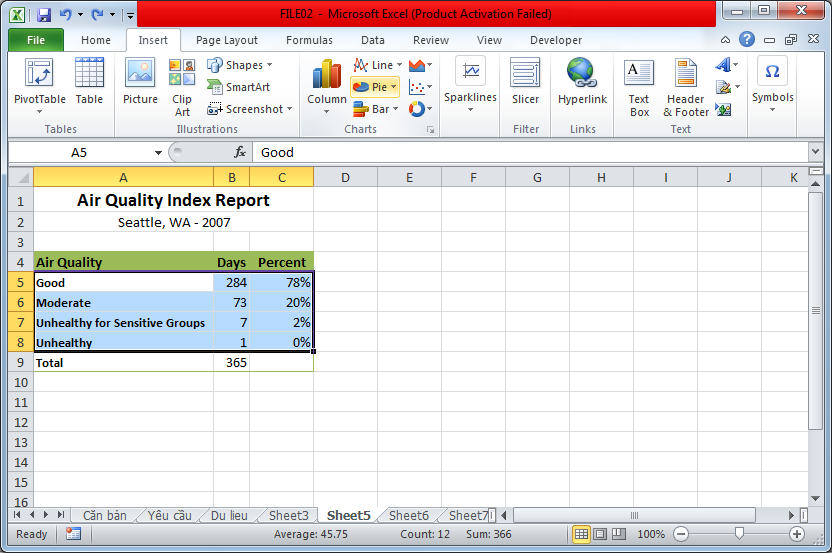 FILE02 - Microsoft Excel (Product Activation Failed)
File Home Insert Page Layout Formulas Data Review View Developer
PivotTable Table Picture Clip Art Shapes SmartArt Screenshot Column Line Pie Bar Sparklines Slicer Hyperlink Text Box Header & Footer Symbols
Tables Illustrations Charts Filter Links Text
A5 fx Good
A B C D E F G H I J K
1 Air Quality Index Report
2 Seattle, WA - 2007
3
4 Air Quality Days Percent
5 Good 284 78%
6 Moderate 73 20%
7 Unhealthy for Sensitive Groups 7 2%
8 Unhealthy 1 0%
9 Total 365
10
11
12
13
14
15
16
Căn bản Yêu cầu Du lieu Sheet3 Sheet5 Sheet6 Sheet7
Ready Average: 45.75 Count: 12 Sum: 366 100%